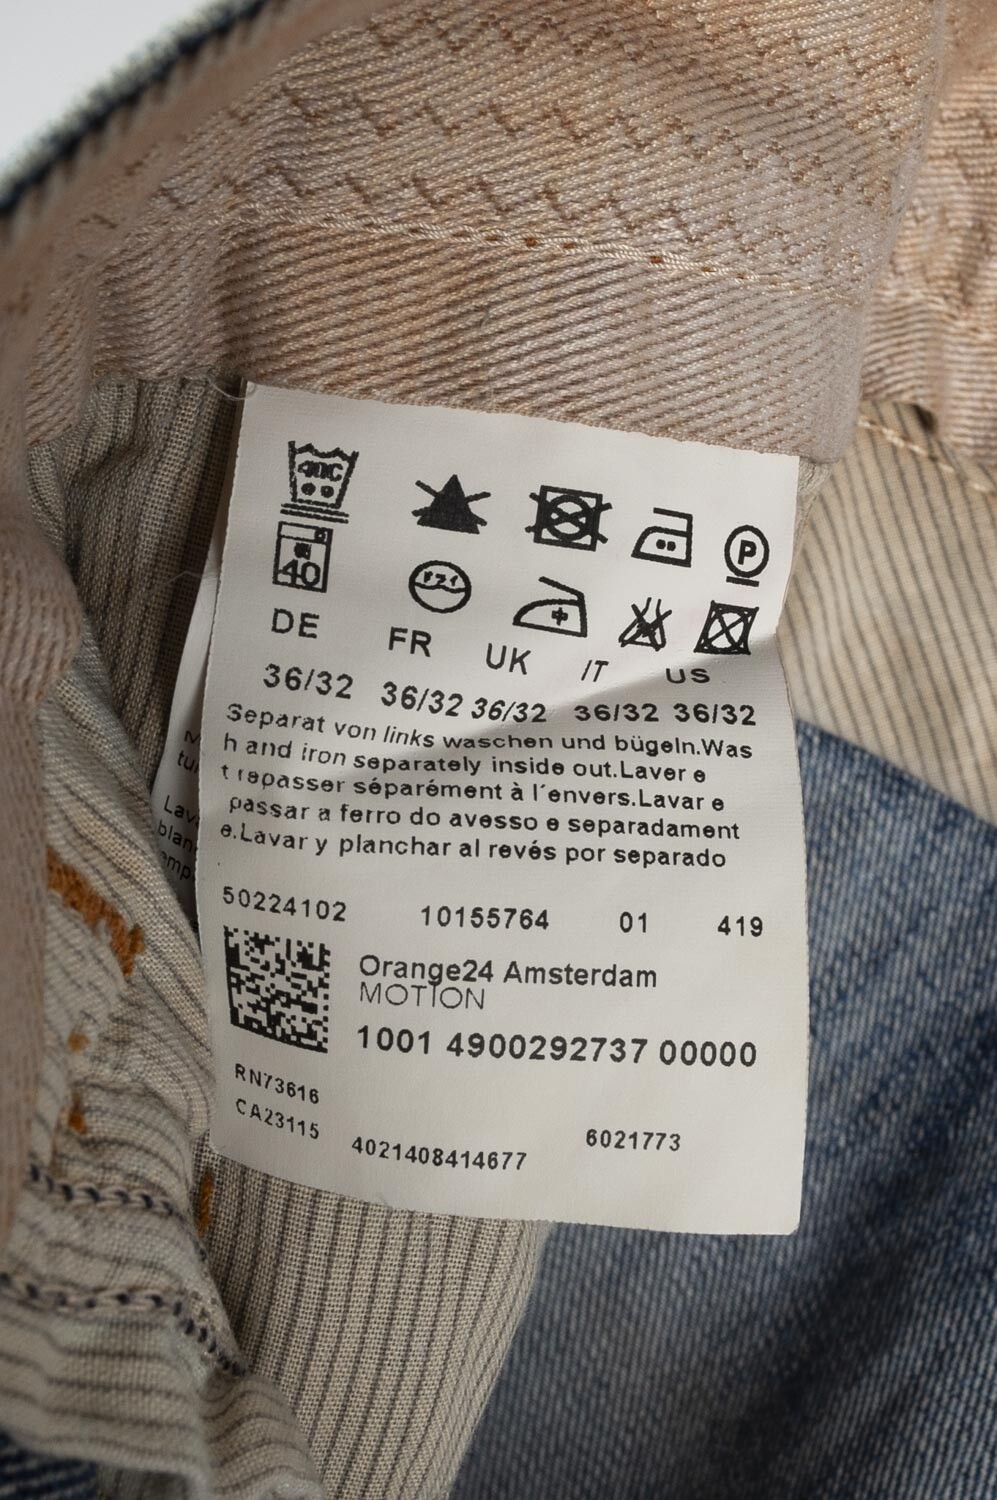 40C
P
40
DE FR UK IT US
36/32 36/32 36/32 36/32 36/32
Separat von links waschen und bügeln.Was
h and iron separately inside out.Laver e
t repasser séparément à l´envers.Lavar e
passar a ferro do avesso e separadament
e.Lavar y planchar al revés por separado
50224102 10155764 01 419
Orange24 Amsterdam
MOTION
1001 4900292737 00000
RN73616
CA23115
4021408414677 6021773